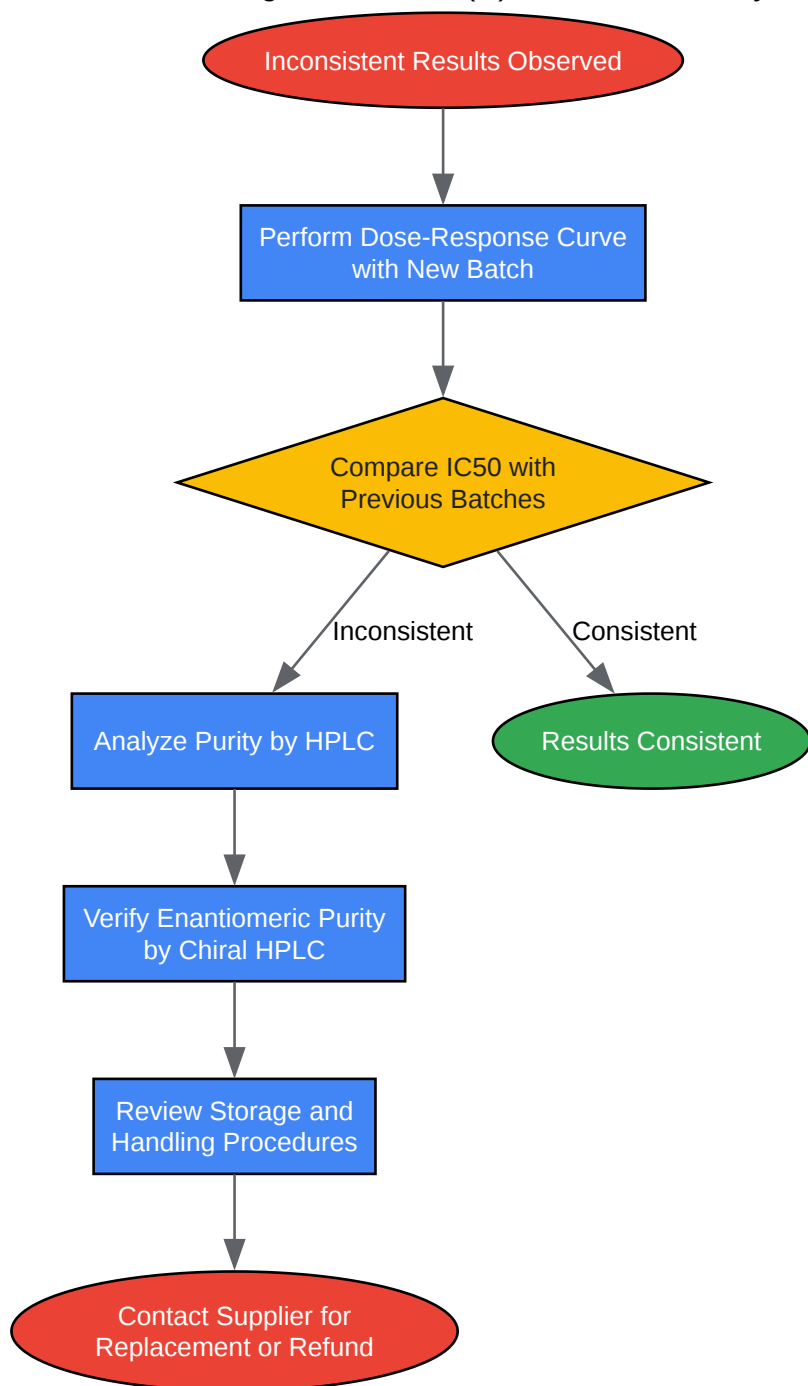 Inconsistent Results Observed
Perform Dose-Response Curve
with New Batch
Compare IC50 with
Previous Batches
Inconsistent
Consistent
Analyze Purity by HPLC
Results Consistent
Verify Enantiomeric Purity
by Chiral HPLC
Review Storage and
Handling Procedures
Contact Supplier for
Replacement or Refund